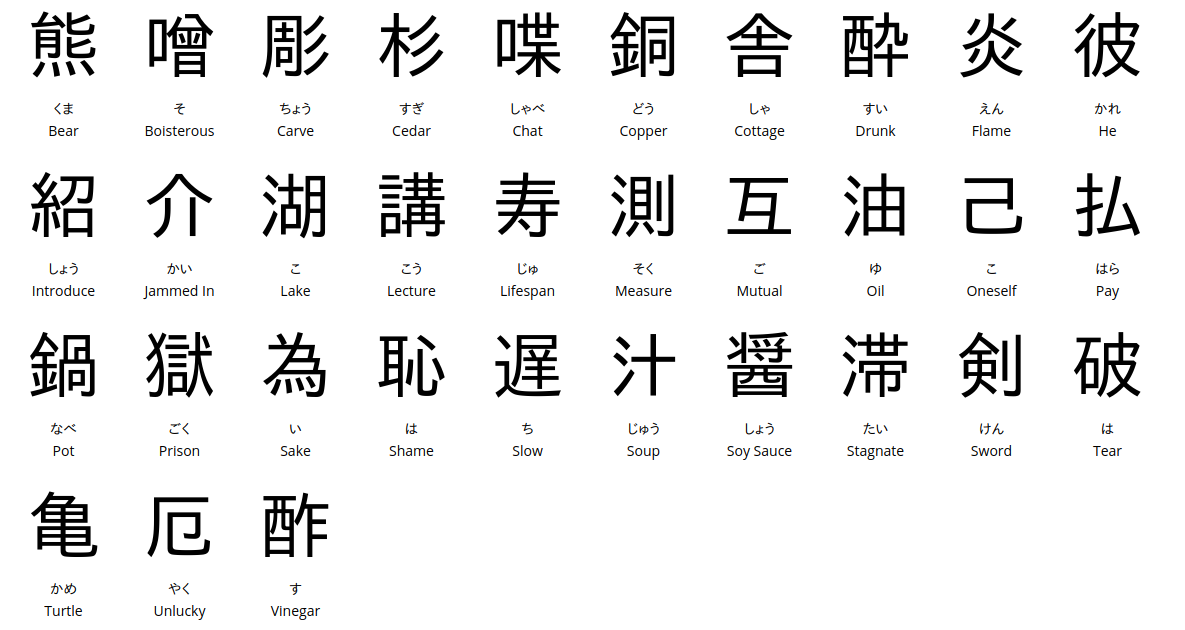 熊 噌 彫 杉 喋 銅 舎 酔 炎 彼
くま そ ちょう すぎ しゃべ どう しゃ すい えん かれ
Bear Boisterous Carve Cedar Chat Copper Cottage Drunk Flame He
紹 介 湖 講 寿 測 互 油 己 払
しょう かい こ こう じゅ そく ご ゆ こ はら
Introduce Jammed In Lake Lecture Lifespan Measure Mutual Oil Oneself Pay
鍋 獄 為 恥 遅 汁 醤 滞 剣 破
なべ ごく い は ち じゅう しょう たい けん は
Pot Prison Sake Shame Slow Soup Soy Sauce Stagnate Sword Tear
亀 厄 酢
かめ やく す
Turtle Unlucky Vinegar